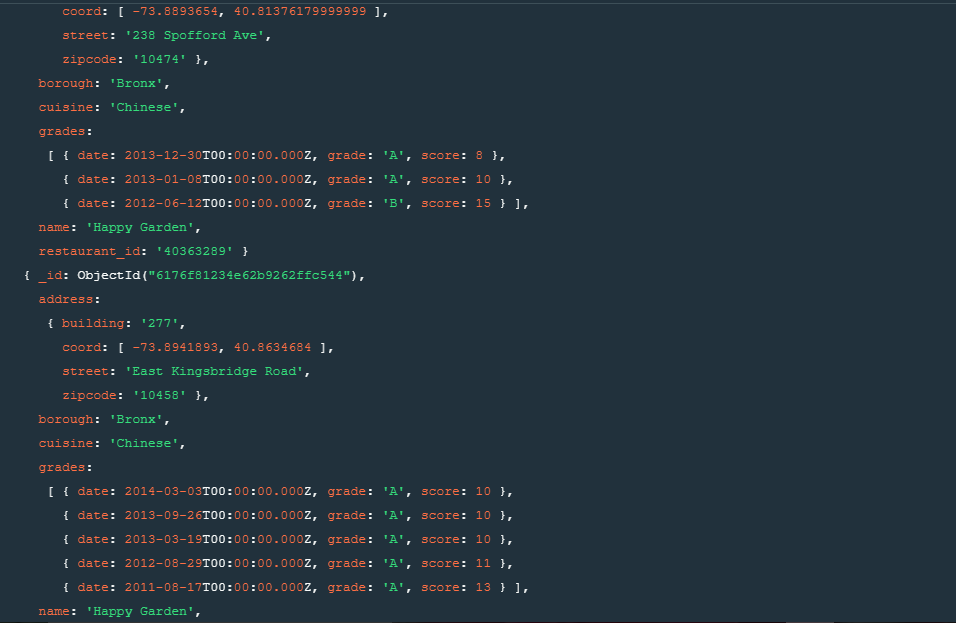 coord: [ -73.8893654, 40.81376179999999 ],
street: '238 Spofford Ave',
zipcode: '10474' },
borough: 'Bronx',
cuisine: 'Chinese',
grades:
[ { date: 2013-12-30T00:00:00.000Z, grade: 'A', score: 8 },
{ date: 2013-01-08T00:00:00.000Z, grade: 'A', score: 10 },
{ date: 2012-06-12T00:00:00.000Z, grade: 'B', score: 15 } ],
name: 'Happy Garden',
restaurant_id: '40363289' }
{ _id: ObjectId("6176f81234e62b9262ffc544"),
address:
{ building: '277',
coord: [ -73.8941893, 40.8634684 ],
street: 'East Kingsbridge Road',
zipcode: '10458' },
borough: 'Bronx',
cuisine: 'Chinese',
grades:
[ { date: 2014-03-03T00:00:00.000Z, grade: 'A', score: 10 },
{ date: 2013-09-26T00:00:00.000Z, grade: 'A', score: 10 },
{ date: 2013-03-19T00:00:00.000Z, grade: 'A', score: 10 },
{ date: 2012-08-29T00:00:00.000Z, grade: 'A', score: 11 },
{ date: 2011-08-17T00:00:00.000Z, grade: 'A', score: 13 } ],
name: 'Happy Garden',